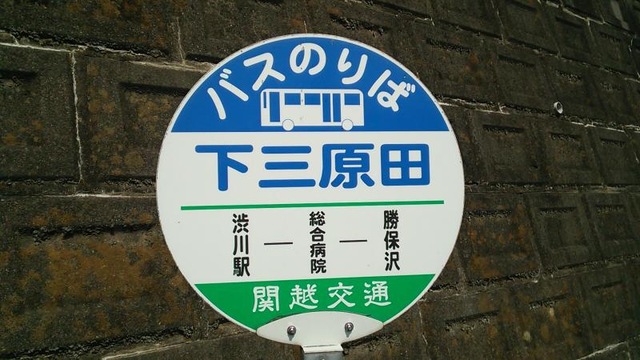 バスのりば
下三原田
渋川駅 ― 総合病院 ― 勝保沢
関越交通